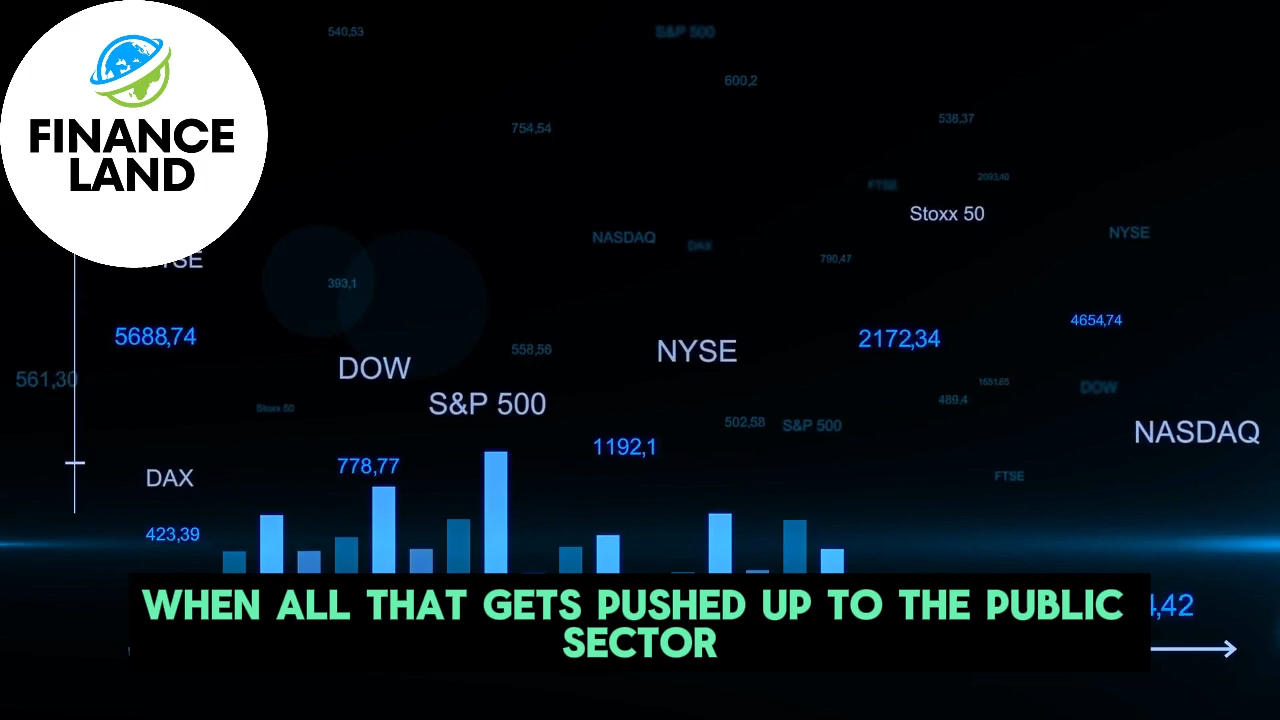 540,53
S&P 500
600,2
FINANCE
LAND
754,54
538,37
FTSE
2093,40
Stoxx 50
NASDAQ
DAX
NYSE
790,47
393,1
5688,74
2172,34
4654,74
558,56
NYSE
DOW
561,30
S&P 500
Stoxx 50
1651,65
489,4
DOW
502,58
S&P 500
NASDAQ
1192,1
778,77
DAX
FTSE
423,39
WHEN ALL THAT GETS PUSHED UP TO THE PUBLIC
SECTOR